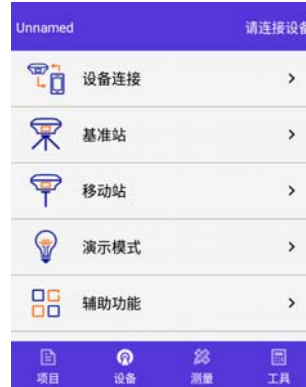 Unnamed 请连接设备
设备连接
基准站
移动站
演示模式
辅助功能
项目 设备 测量 工具